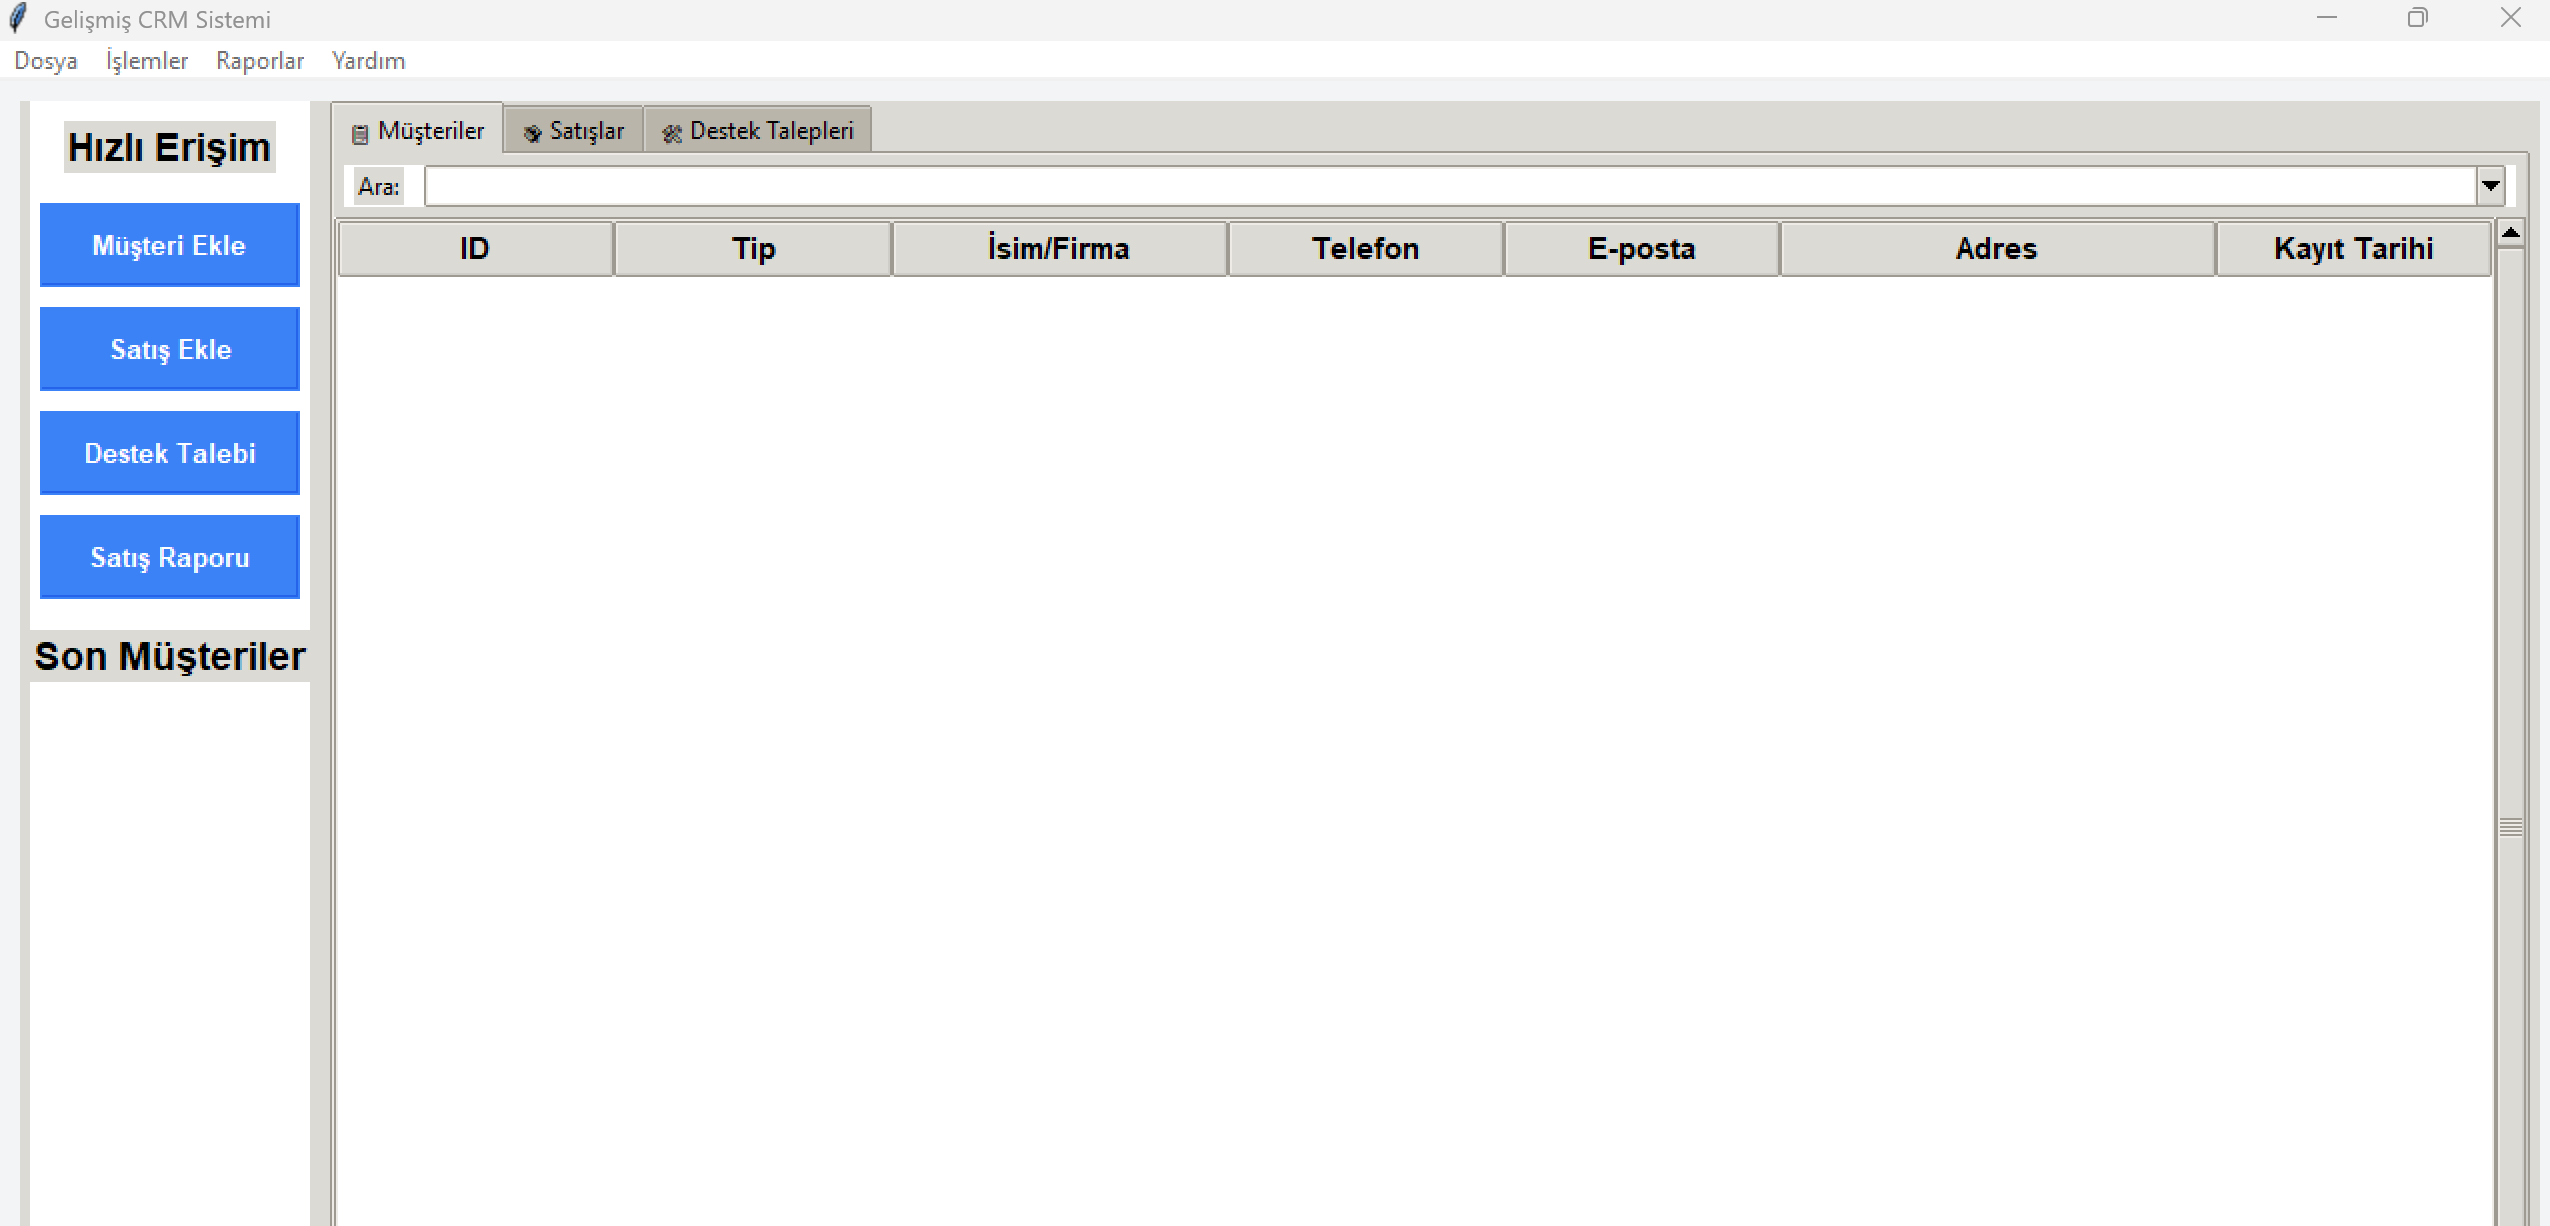 Gelişmiş CRM Sistemi
Dosya İşlemler Raporlar Yardım
Hızlı Erişim
Müşteri Ekle
Satış Ekle
Destek Talebi
Satış Raporu
Son Müşteriler
Müşteriler Satışlar Destek Talepleri
Ara:
ID Tip İsim/Firma Telefon E-posta Adres Kayıt Tarihi